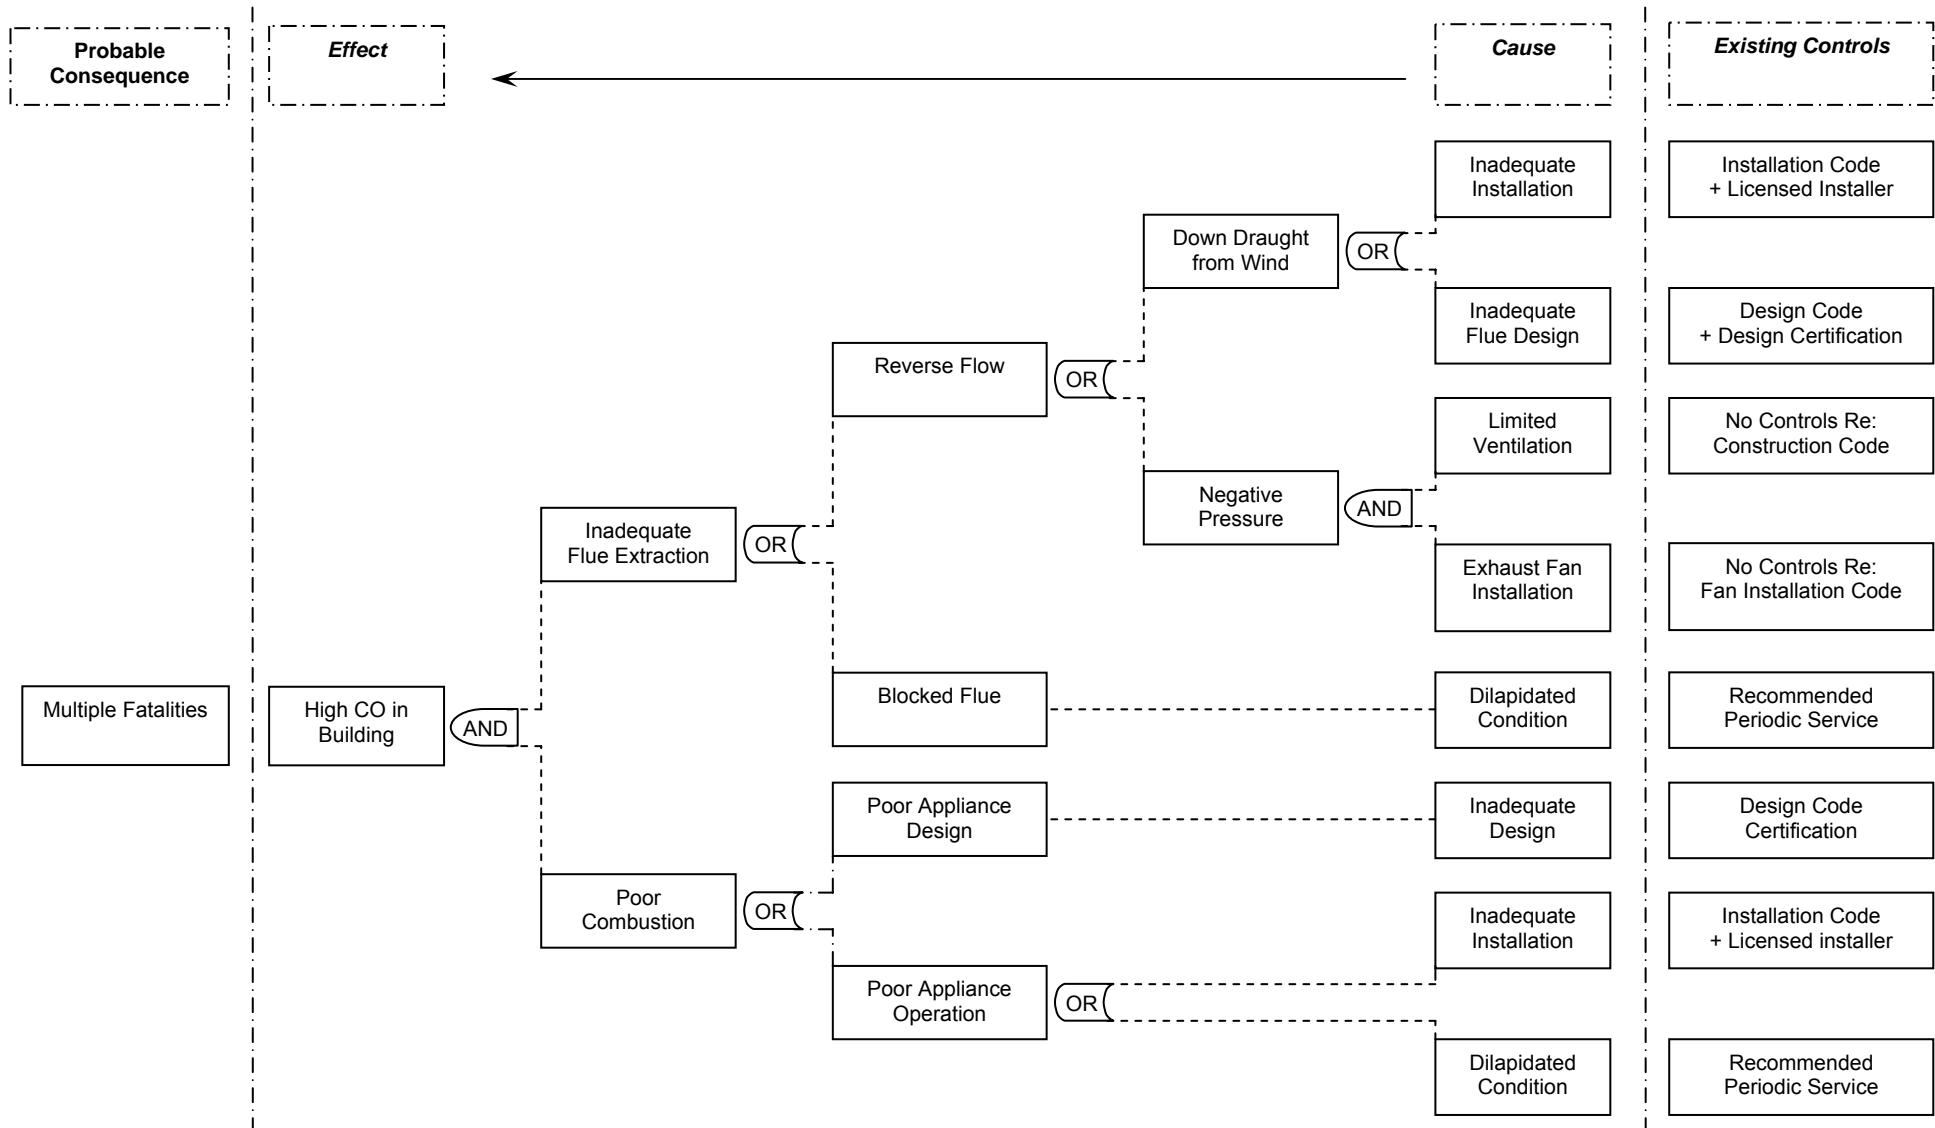 Probable
Consequence
Effect
Cause
Existing Controls
Inadequate
Installation
Installation Code
+ Licensed Installer
Down Draught
from Wind
OR
Inadequate
Flue Design
Design Code
+ Design Certification
Reverse Flow
OR
Limited
Ventilation
No Controls Re:
Construction Code
Negative
Pressure
AND
Inadequate
Flue Extraction
OR
Exhaust Fan
Installation
No Controls Re:
Fan Installation Code
Multiple Fatalities
High CO in
Building
AND
Blocked Flue
Dilapidated
Condition
Recommended
Periodic Service
Poor Appliance
Design
Inadequate
Design
Design Code
Certification
Poor
Combustion
OR
Inadequate
Installation
Installation Code
+ Licensed installer
Poor Appliance
Operation
OR
Dilapidated
Condition
Recommended
Periodic Service